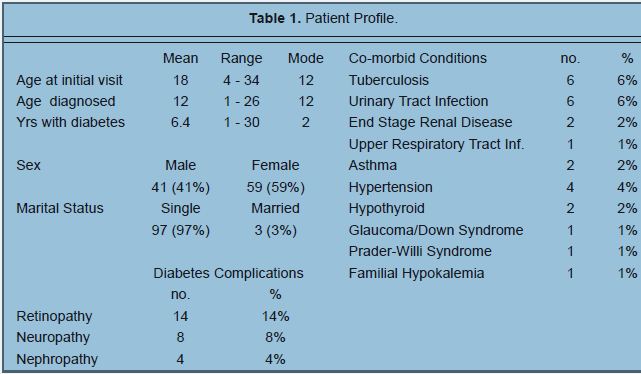 Table 1. Patient Profile.
Mean Range Mode Co-morbid Conditions no. %
Age at initial visit 18 4 - 34 12 Tuberculosis 6 6%
Age diagnosed 12 1 - 26 12 Urinary Tract Infection 6 6%
Yrs with diabetes 6.4 1 - 30 2 End Stage Renal Disease 2 2%
Upper Respiratory Tract Inf. 1 1%
Sex Male Female Asthma 2 2%
41 (41%) 59 (59%) Hypertension 4 4%
Marital Status Single Married Hypothyroid 2 2%
97 (97%) 3 (3%) Glaucoma/Down Syndrome 1 1%
Prader-Willi Syndrome 1 1%
Diabetes Complications Familial Hypokalemia 1 1%
no. %
Retinopathy 14 14%
Neuropathy 8 8%
Nephropathy 4 4%